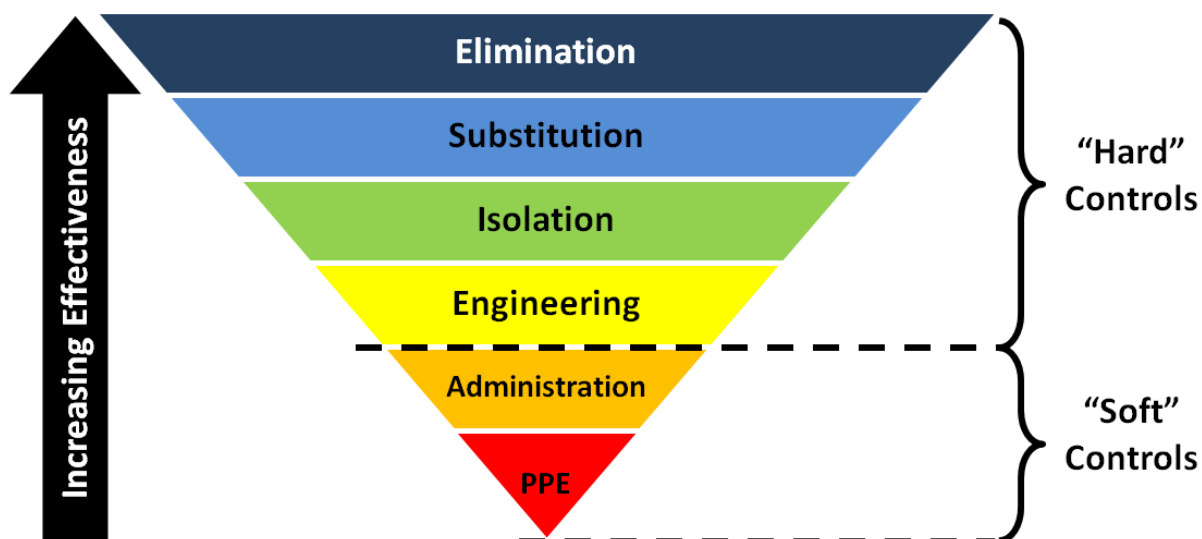 Increasing Effectiveness
Elimination
Substitution
Isolation
Engineering
Administration
PPE
“Hard”
Controls
“Soft”
Controls